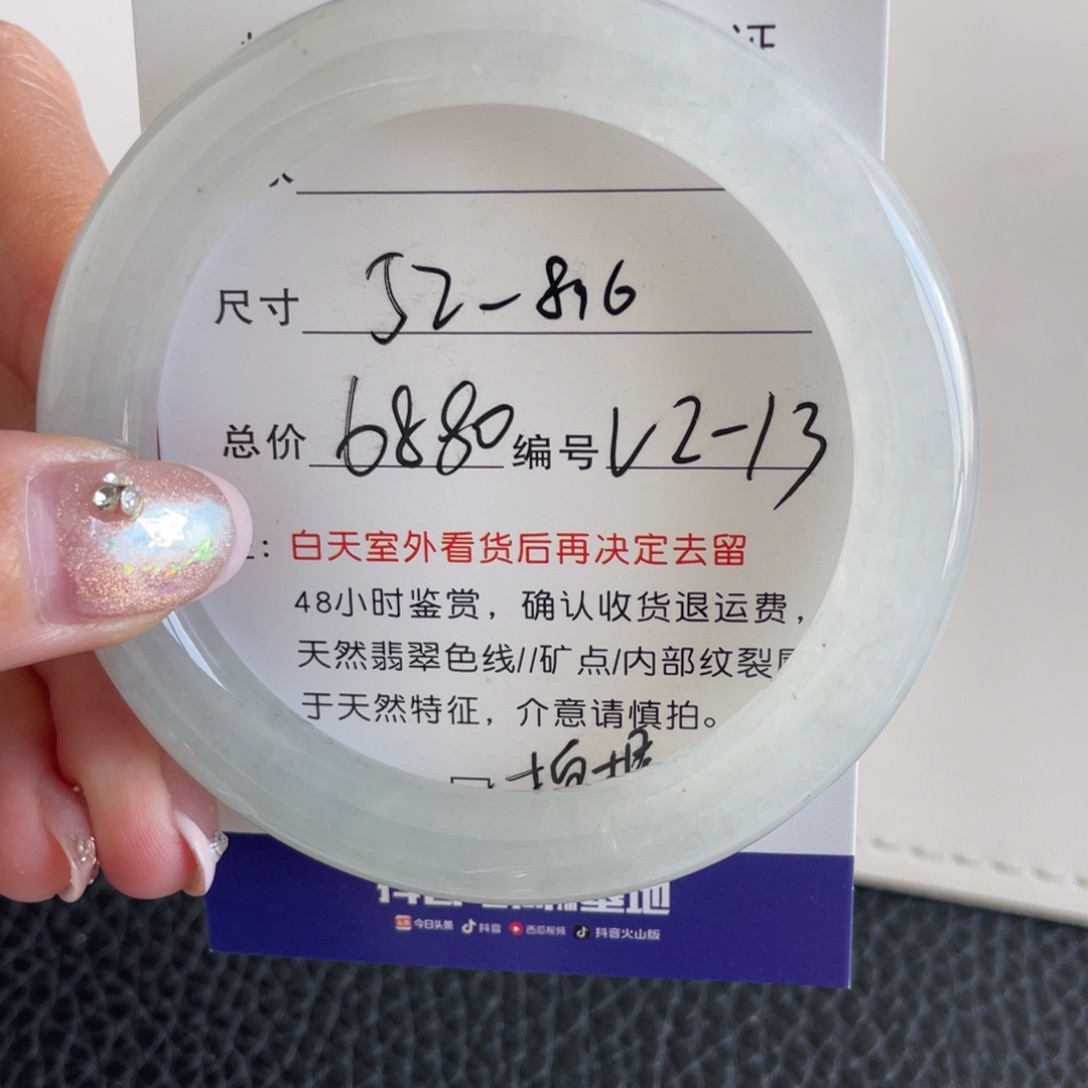 证
尺寸 52-8.6
总价 6880 编号 V2-13
：白天室外看货后再决定去留
48小时鉴赏，确认收货退运费，
天然翡翠色线//矿点/内部纹裂
于天然特征，介意请慎拍。
基地
今日头条 抖音 西瓜视频 抖音火山版